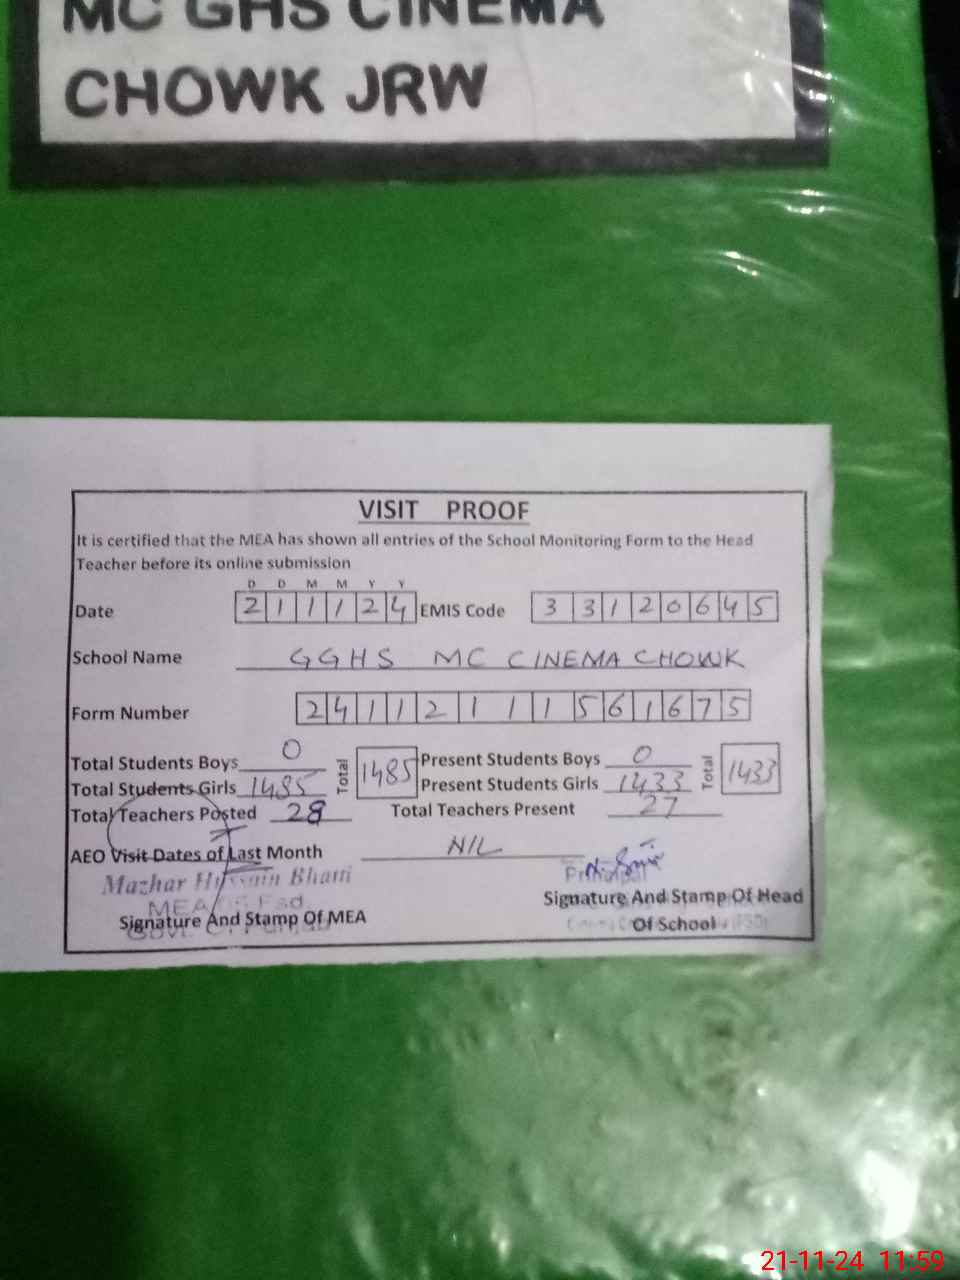 MC GHS CINEMA
CHOWK JRW
VISIT PROOF
It is certified that the MEA has shown all entries of the School Monitoring Form to the Head
Teacher before its online submission
D D M M Y Y
Date 2 1 1 1 2 4 EMIS Code 3 3 1 2 0 6 4 5
School Name GGHS MC CINEMA CHOWK
Form Number 2 4 1 1 2 1 1 1 5 6 1 6 7 5
Total Students Boys 0 Total 1485 Present Students Boys 0 Total 1433
Total Students Girls 1485 Present Students Girls 1433
Total Teachers Posted 28 Total Teachers Present 27
AEO Visit Dates of Last Month NIL
Mazhar Hussain Bhatti Principal
MEA Fsd
Signature And Stamp Of MEA Signature And Stamp Of Head
Of School
21-11-24 11:59